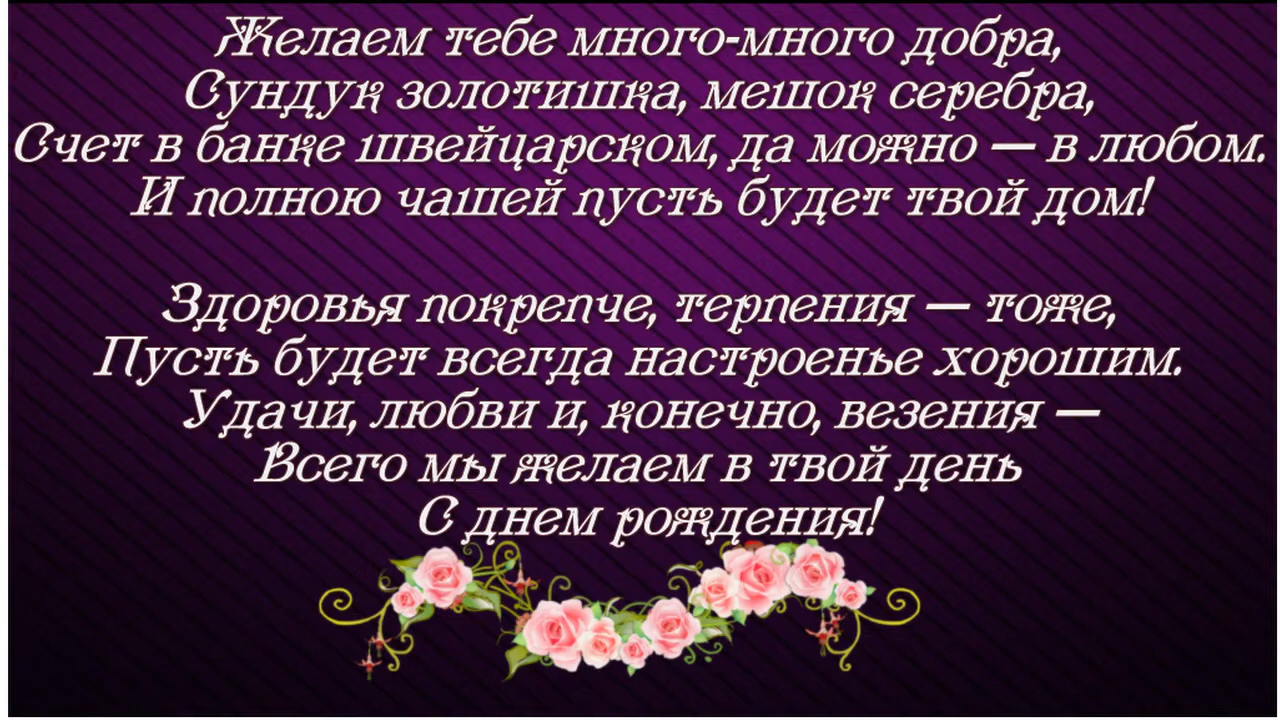 Желаем тебе много-много добра,
Сундук золотишка, мешок серебра,
Счет в банке швейцарском, да можно — в любом.
И полною чашей пусть будет твой дом!
Здоровья покрепче, терпения — тоже,
Пусть будет всегда настроенье хорошим.
Удачи, любви и, конечно, везения —
Всего мы желаем в твой день
С днем рождения!